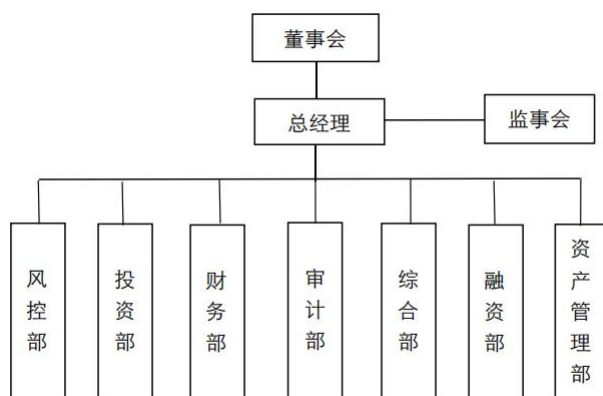 董事会
总经理
监事会
风控部
投资部
财务部
审计部
综合部
融资部
资产管理部